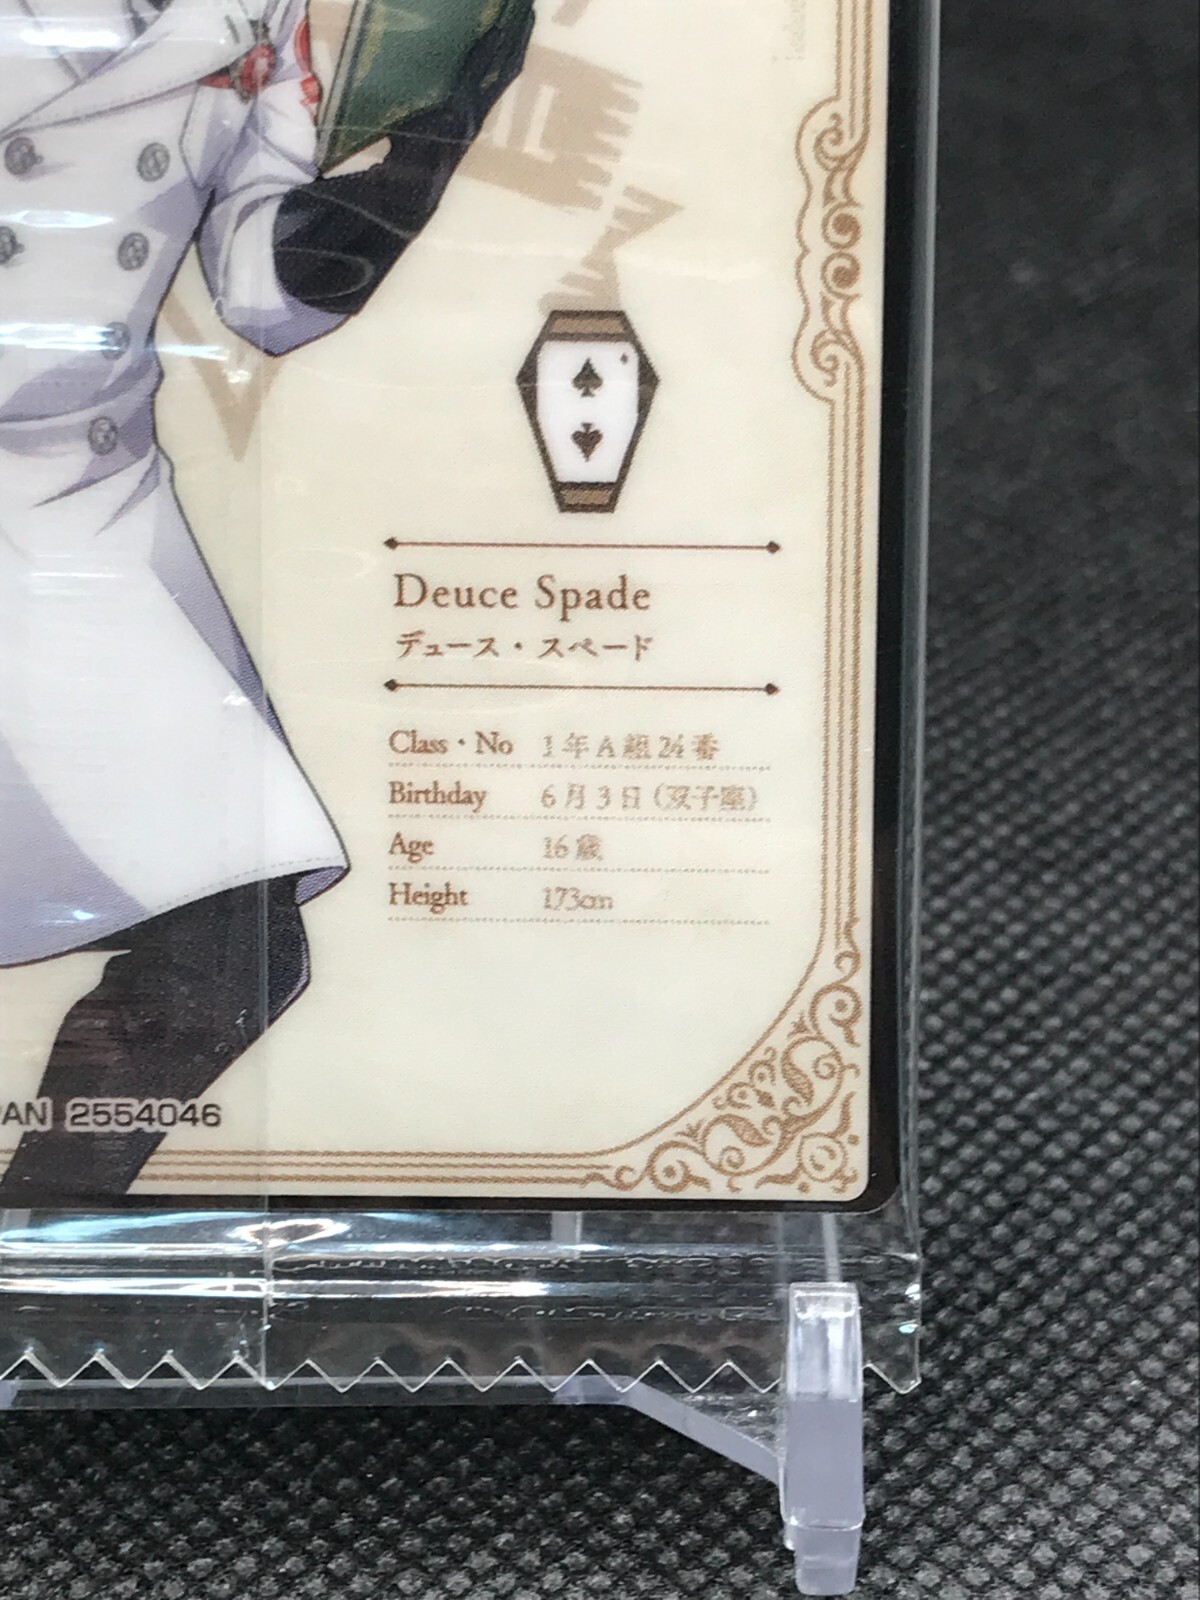 Deuce Spade
デュース・スペード
Class・No 1年A組24番
Birthday 6月3日(双子座)
Age 16歳
Height 173cm
PAN 2554046